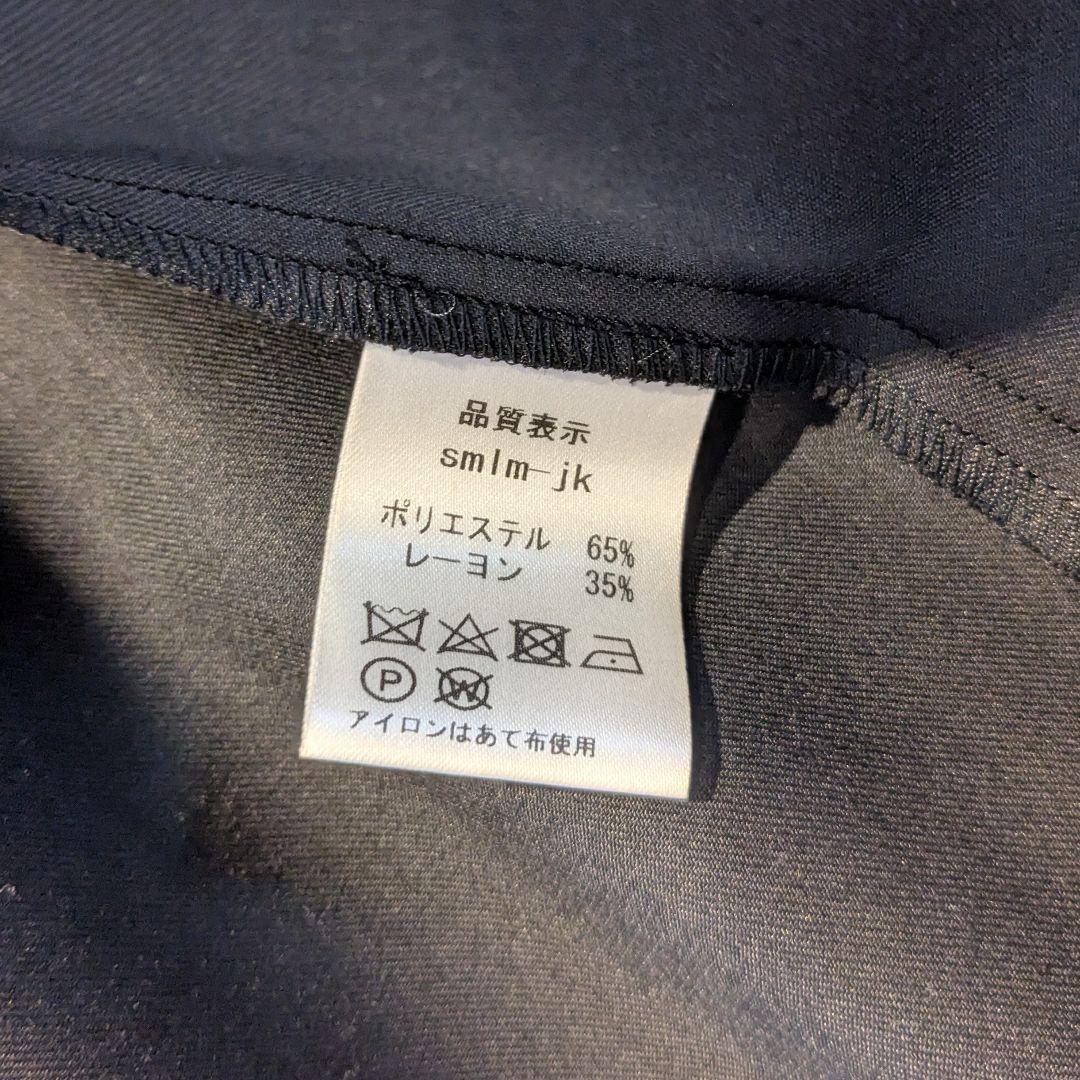 品質表示
smlm-jk
ポリエステル 65%
レーヨン 35%
P W
アイロンはあて布使用